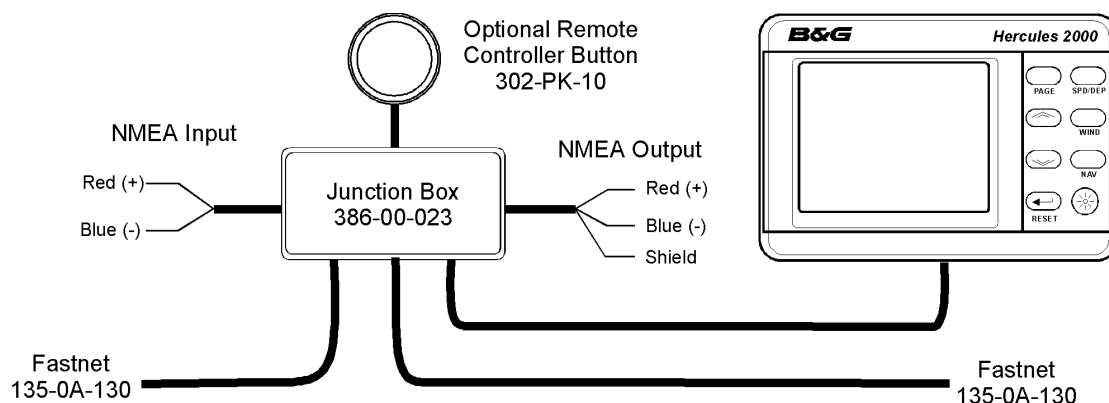 Optional Remote
Controller Button
302-PK-10
B&G
Hercules 2000
PAGE
SPD/DEP
WIND
NAV
RESET
NMEA Input
Red (+)
Blue (-)
Junction Box
386-00-023
NMEA Output
Red (+)
Blue (-)
Shield
Fastnet
135-0A-130
Fastnet
135-0A-130